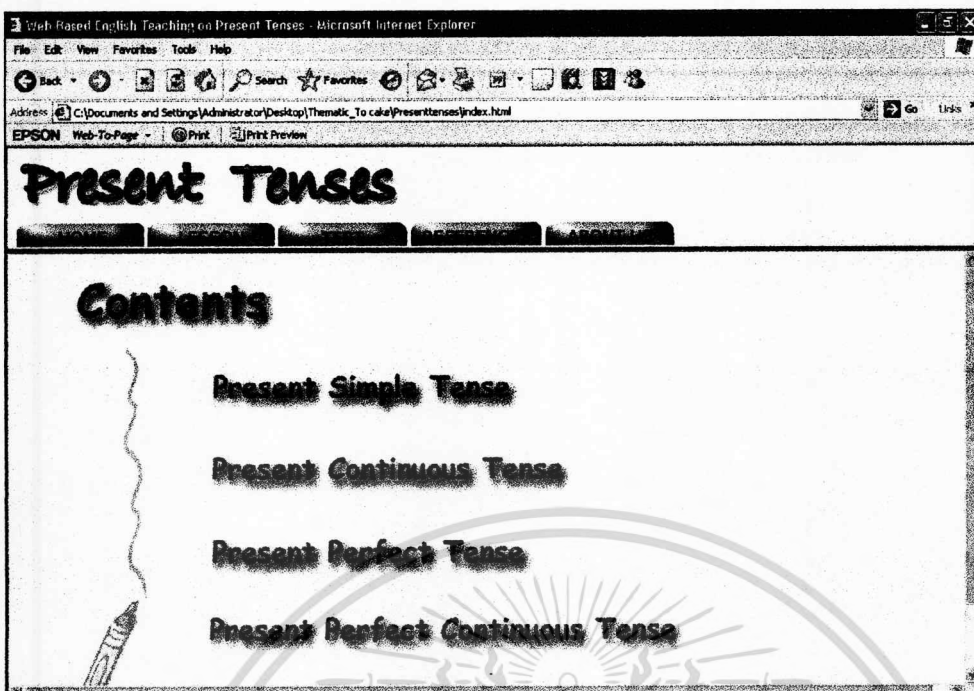 Web Based English Teaching on Present Tenses - Microsoft Internet Explorer
File Edit View Favorites Tools Help
Back Search Favorites
Address C:\Documents and Settings\Administrator\Desktop\Thematic_To cake\Presenttenses\index.html Go Links
EPSON Web-To-Page Print Print Preview
Present Tenses
Contents
Present Simple Tense
Present Continuous Tense
Present Perfect Tense
Present Perfect Continuous Tense